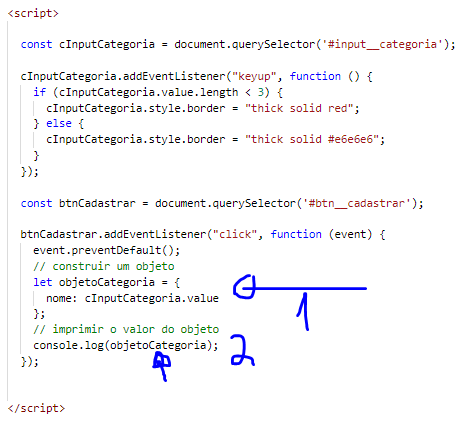 <script>
const cInputCategoria = document.querySelector('#input__categoria');
cInputCategoria.addEventListener("keyup", function () {
if (cInputCategoria.value.length < 3) {
cInputCategoria.style.border = "thick solid red";
} else {
cInputCategoria.style.border = "thick solid #e6e6e6";
}
});
const btnCadastrar = document.querySelector('#btn__cadastrar');
btnCadastrar.addEventListener("click", function (event) {
event.preventDefault();
// construir um objeto
let objetoCategoria = {
nome: cInputCategoria.value
1
};
// imprimir o valor do objeto
console.log(objetoCategoria);
2
});
</script>